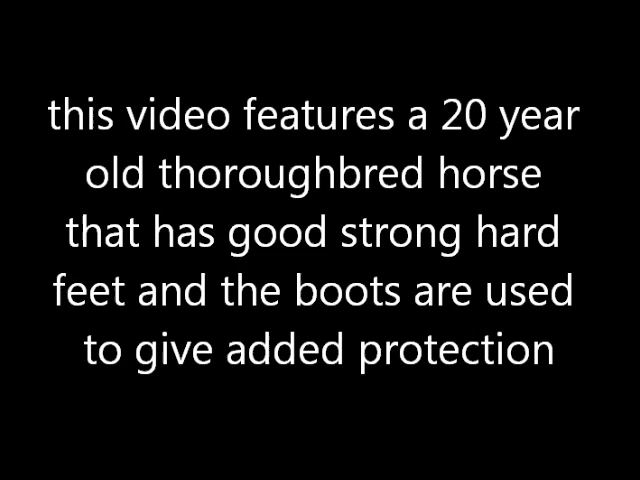 this video features a 20 year
old thoroughbred horse
that has good strong hard
feet and the boots are used
to give added protection